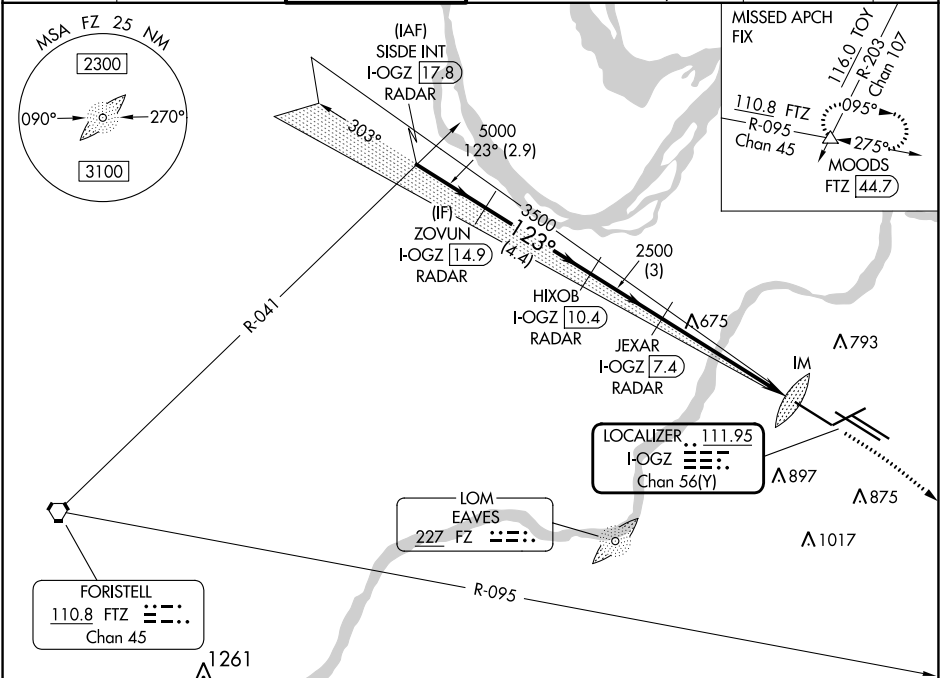 MSA FZ 25 NM
2300
090°
270°
3100
(IAF)
SISDE INT
I-OGZ 17.8
RADAR
303°
5000
123° (2.9)
(IF)
ZOVUN
I-OGZ 14.9
RADAR
3500
123°
(4.4)
2500
(3)
HIXOB
I-OGZ 10.4
RADAR
JEXAR
I-OGZ 7.4
RADAR
675
793
IM
LOCALIZER 111.95
I-OGZ
Chan 56(Y)
897
875
1017
R-041
LOM
EAVES
227 FZ
R-095
FORISTELL
110.8 FTZ
Chan 45
1261
MISSED APCH
FIX
116.0 TOY
R-203
Chan 107
110.8 FTZ
R-095
Chan 45
095°
275°
MOODS
FTZ 44.7